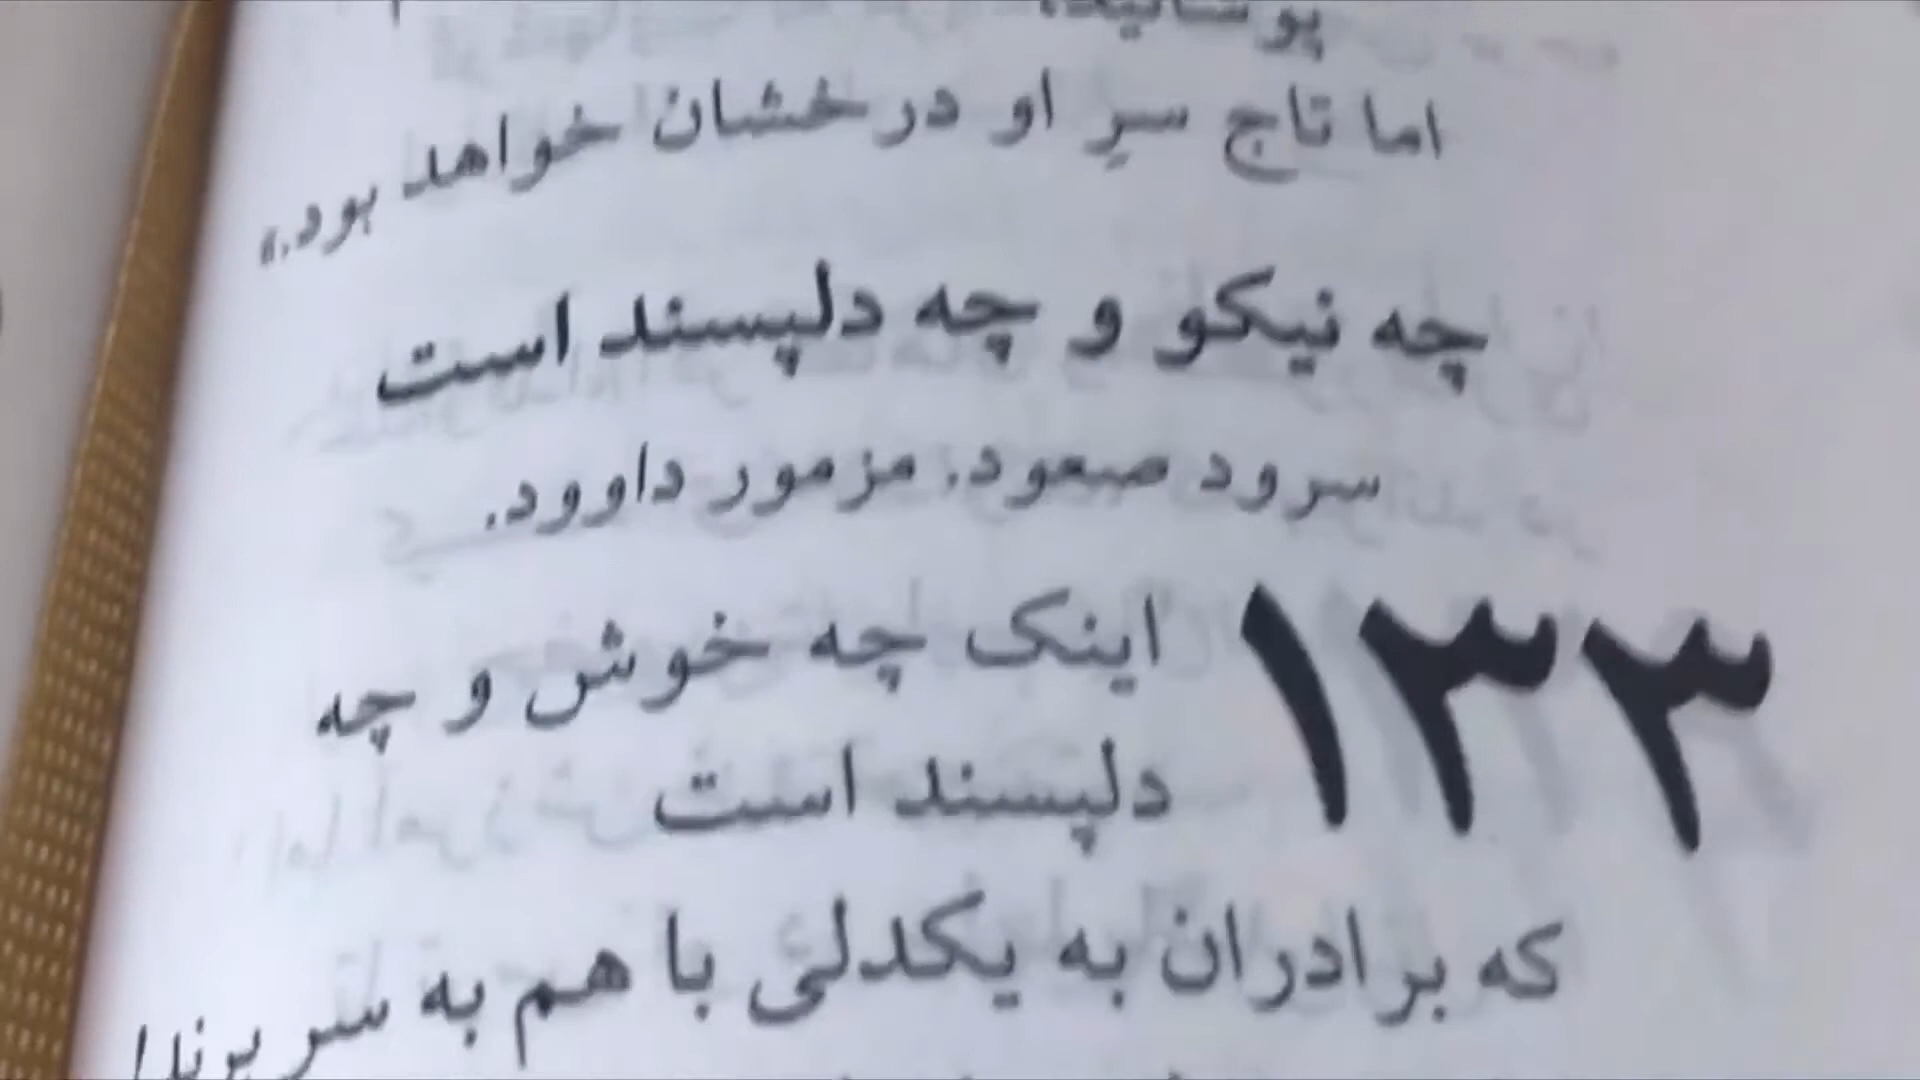 اما تاج سرِ او درخشان خواهد بود.»
چه نیکو و چه دلپسند است
سرود صعود. مزمور داوود.
۱۳۳ اینک چه خوش و چه
دلپسند است
که برادران به یکدلی با هم به سر برند!